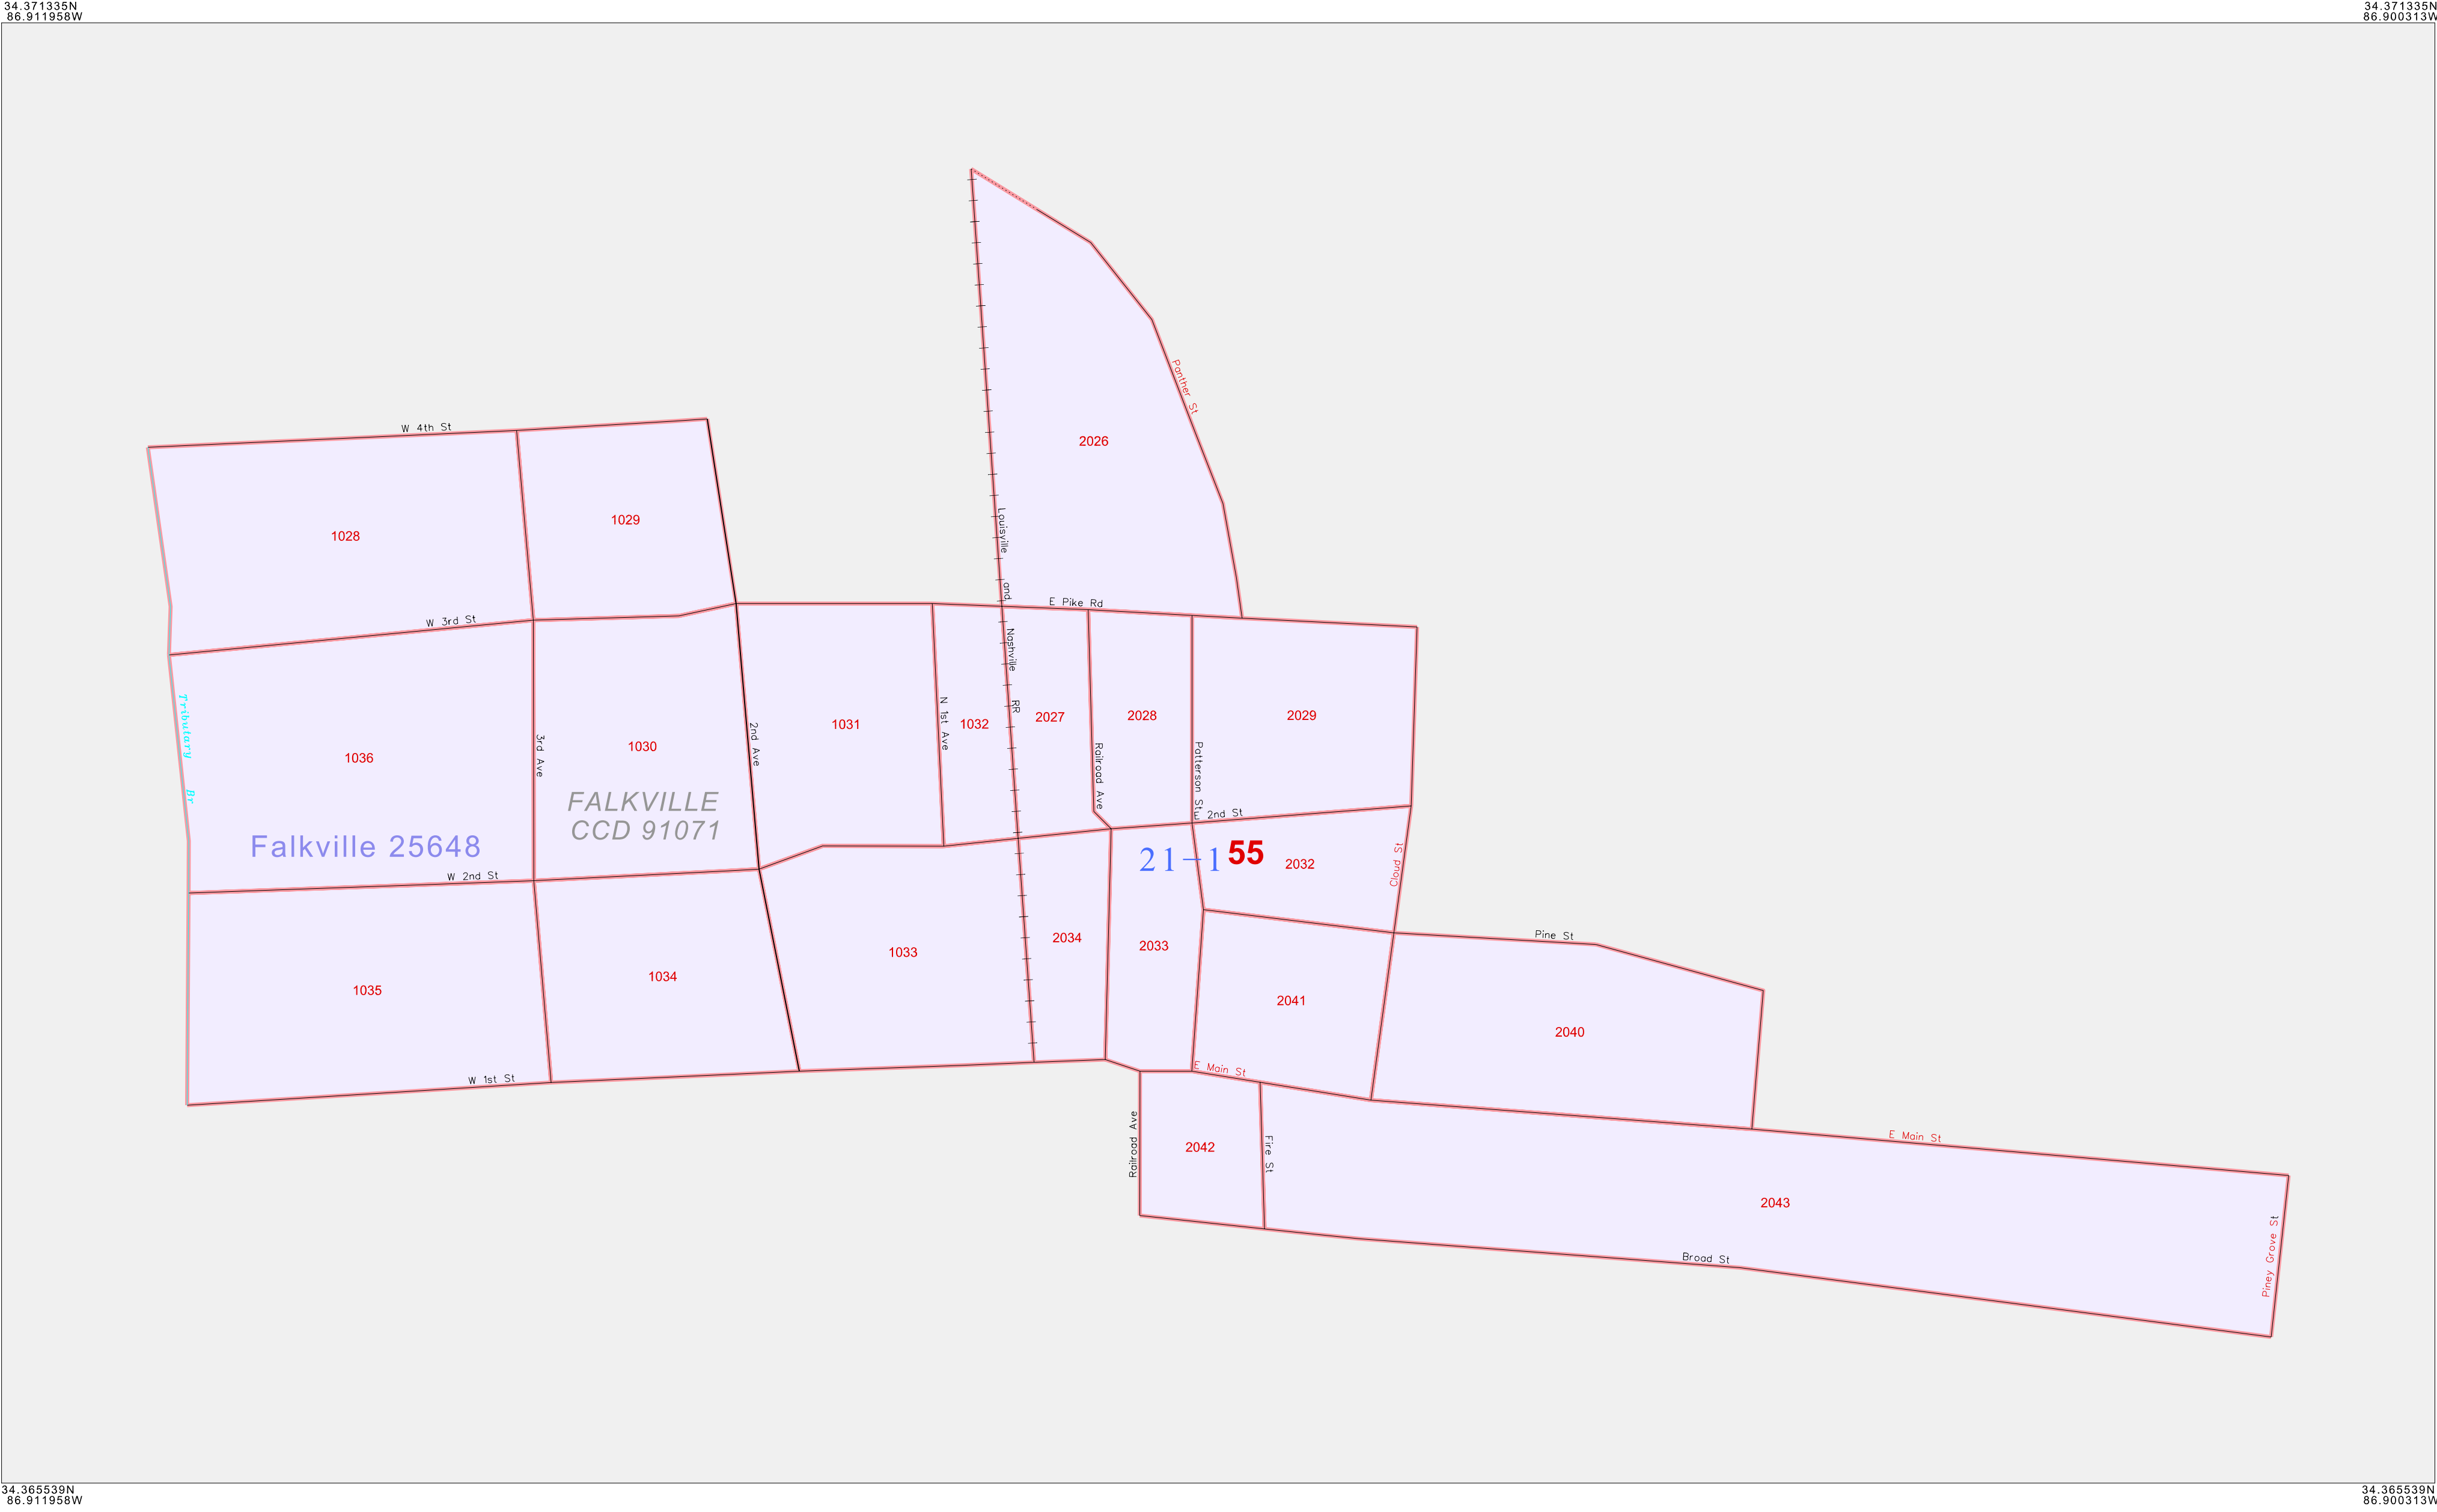 34.371335N
86.911958W
34.371335N
86.900313W
Panther St
W 4th St
2026
1028
1029
Louisville and Nashville RR
E Pike Rd
W 3rd St
Tributary Br
1036
3rd Ave
1030
2nd Ave
1031
N 1st Ave
1032
2027
Railroad Ave
2028
Patterson St
2029
FALKVILLE
CCD 91071
Falkville 25648
E 2nd St
21-1
55
2032
Cloud St
W 2nd St
1035
1034
1033
2034
2033
2041
Pine St
2040
W 1st St
E Main St
Railroad Ave
2042
Fire St
E Main St
2043
Broad St
Piney Grove St
34.365539N
86.911958W
34.365539N
86.900313W